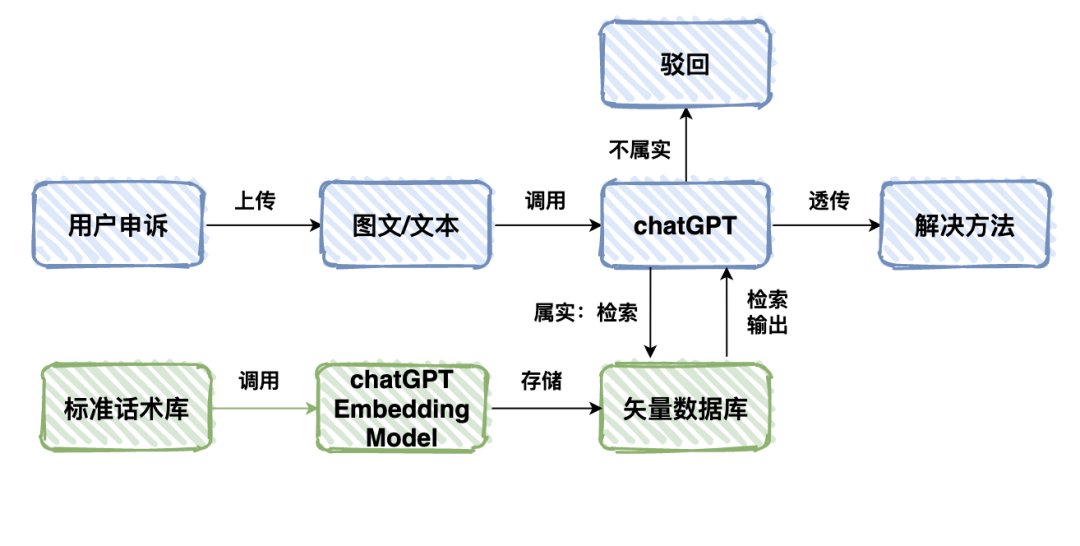 驳回
不属实
用户申诉
上传
图文/文本
调用
chatGPT
透传
解决方法
属实：检索
检索
输出
标准话术库
调用
chatGPT
Embedding
Model
存储
矢量数据库